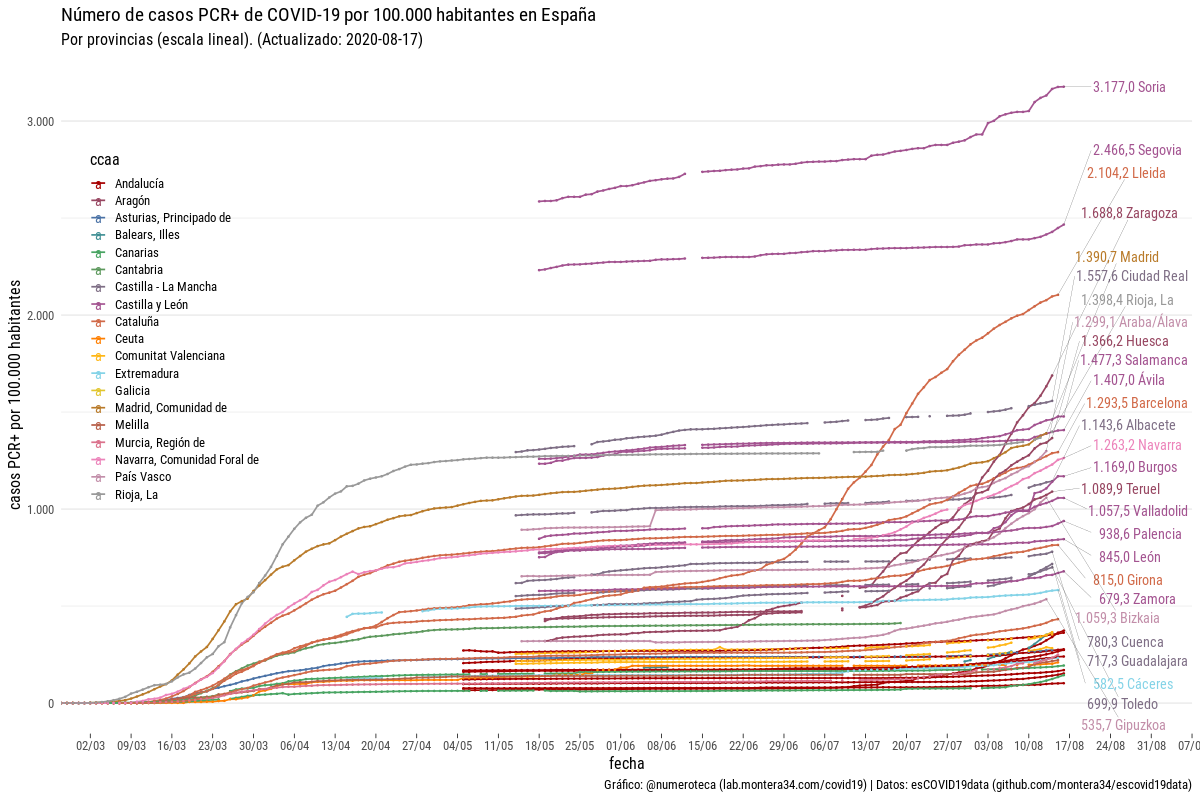 Número de casos PCR+ de COVID-19 por 100.000 habitantes en España
Por provincias (escala lineal). (Actualizado: 2020-08-17)
casos PCR+ por 100.000 habitantes
3.000
2.000
1.000
0
ccaa
Andalucía
Aragón
Asturias, Principado de
Balears, Illes
Canarias
Cantabria
Castilla - La Mancha
Castilla y León
Cataluña
Ceuta
Comunitat Valenciana
Extremadura
Galicia
Madrid, Comunidad de
Melilla
Murcia, Región de
Navarra, Comunidad Foral de
País Vasco
Rioja, La
3.177,0 Soria
2.466,5 Segovia
2.104,2 Lleida
1.688,8 Zaragoza
1.390,7 Madrid
1.557,6 Ciudad Real
1.398,4 Rioja, La
1.299,1 Araba/Álava
1.366,2 Huesca
1.477,3 Salamanca
1.407,0 Ávila
1.293,5 Barcelona
1.143,6 Albacete
1.263,2 Navarra
1.169,0 Burgos
1.089,9 Teruel
1.057,5 Valladolid
938,6 Palencia
845,0 León
815,0 Girona
679,3 Zamora
1.059,3 Bizkaia
780,3 Cuenca
717,3 Guadalajara
582,5 Cáceres
699,9 Toledo
535,7 Gipuzkoa
02/03 09/03 16/03 23/03 30/03 06/04 13/04 20/04 27/04 04/05 11/05 18/05 25/05 01/06 08/06 15/06 22/06 29/06 06/07 13/07 20/07 27/07 03/08 10/08 17/08 24/08 31/08 07/0
fecha
Gráfico: @numeroteca (lab.montera34.com/covid19) | Datos: esCOVID19data (github.com/montera34/escovid19data)